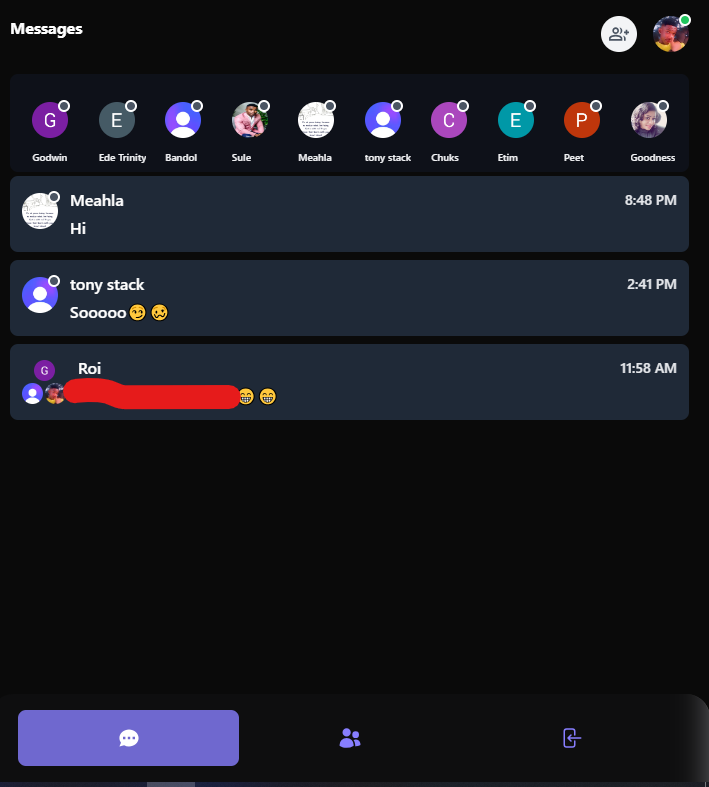 Messages
G
E
C
E
P
Godwin
Ede Trinity
Bandol
Sule
Meahla
tony stack
Chuks
Etim
Peet
Goodness
Meahla
8:48 PM
Hi
tony stack
2:41 PM
Sooooo😏🥴
G
Roi
11:58 AM
😁😁